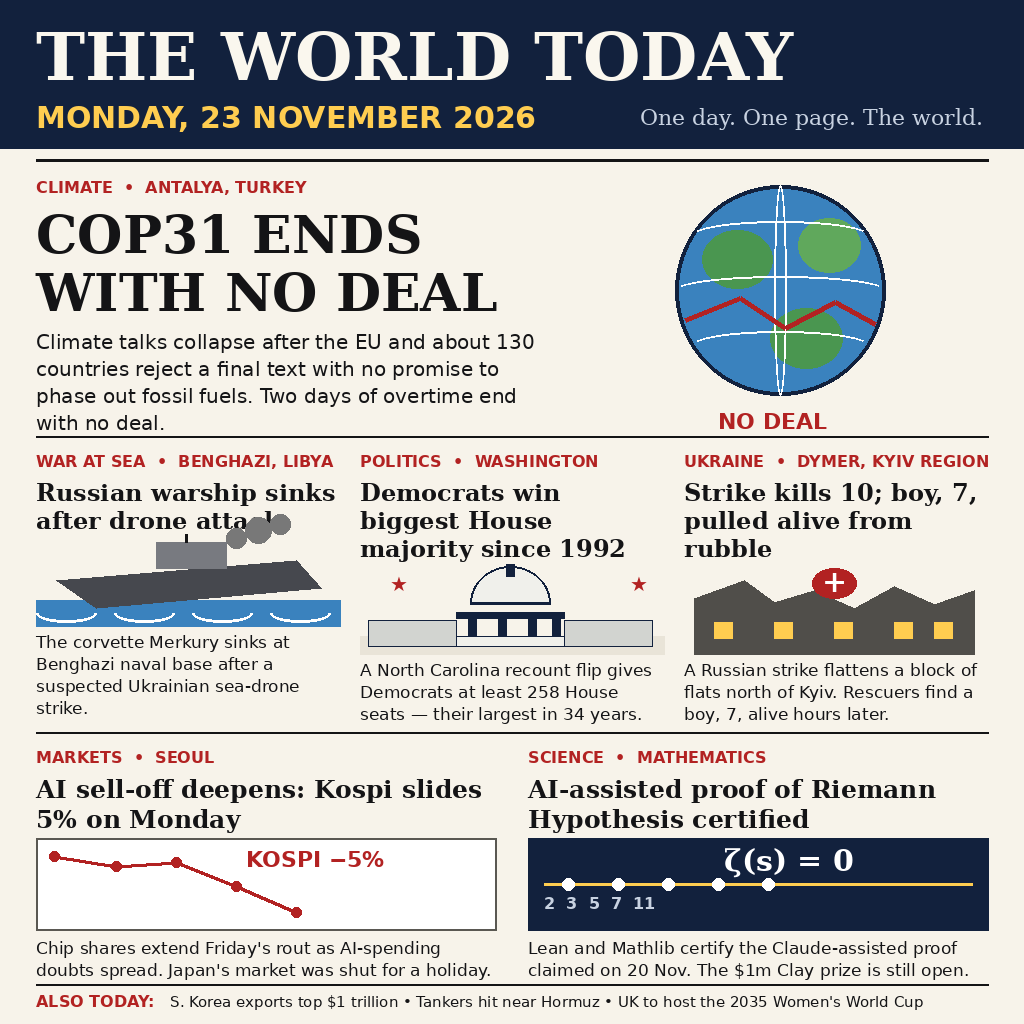 THE WORLD TODAY
MONDAY, 23 NOVEMBER 2026
One day. One page. The world.
CLIMATE • ANTALYA, TURKEY
COP31 ENDS
WITH NO DEAL
Climate talks collapse after the EU and about 130
countries reject a final text with no promise to
phase out fossil fuels. Two days of overtime end
with no deal.
NO DEAL
WAR AT SEA • BENGHAZI, LIBYA
Russian warship sinks
after drone attack
The corvette Merkury sinks at
Benghazi naval base after a
suspected Ukrainian sea-drone
strike.
POLITICS • WASHINGTON
Democrats win
biggest House
majority since 1992
A North Carolina recount flip gives
Democrats at least 258 House
seats — their largest in 34 years.
UKRAINE • DYMER, KYIV REGION
Strike kills 10; boy, 7,
pulled alive from
rubble
A Russian strike flattens a block of
flats north of Kyiv. Rescuers find a
boy, 7, alive hours later.
MARKETS • SEOUL
AI sell-off deepens: Kospi slides
5% on Monday
KOSPI −5%
Chip shares extend Friday's rout as AI-spending
doubts spread. Japan's market was shut for a holiday.
SCIENCE • MATHEMATICS
AI-assisted proof of Riemann
Hypothesis certified
ζ(s) = 0
2 3 5 7 11
Lean and Mathlib certify the Claude-assisted proof
claimed on 20 Nov. The $1m Clay prize is still open.
ALSO TODAY: S. Korea exports top $1 trillion • Tankers hit near Hormuz • UK to host the 2035 Women's World Cup